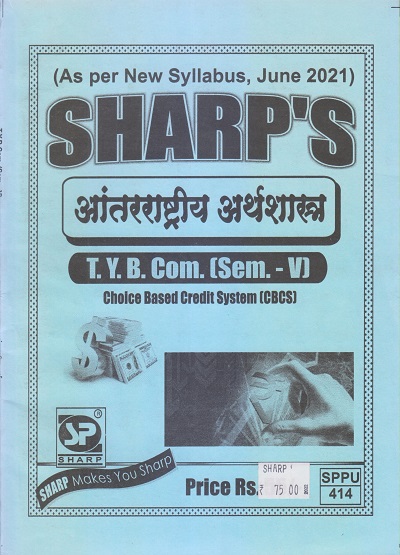 (As per New Syllabus, June 2021)
SHARP'S
आंतरराष्ट्रीय अर्थशास्त्र
T. Y. B. Com. (Sem. - V)
Choice Based Credit System (CBCS)
$
SP
®
SHARP
SHARP Makes You Sharp
Price Rs.
SHARP '
₹ 75 00
SPPU
414